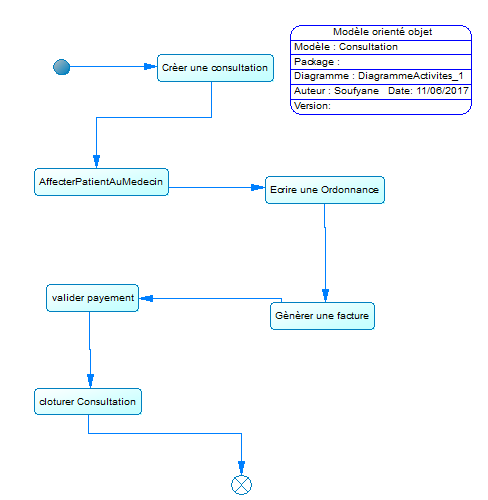 Modèle orienté objet
Modèle : Consultation
Package :
Diagramme : DiagrammeActivites_1
Auteur : Soufyane Date: 11/06/2017
Version:
Crèer une consultation
AffecterPatientAuMedecin
Ecrire une Ordonnance
Gènèrer une facture
valider payement
cloturer Consultation